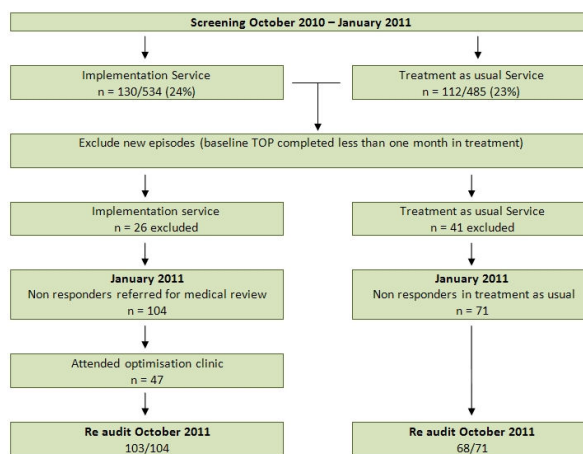 Screening October 2010 – January 2011
Implementation Service
n = 130/534 (24%)
Treatment as usual Service
n = 112/485 (23%)
Exclude new episodes (baseline TOP completed less than one month in treatment)
Implementation service
n = 26 excluded
Treatment as usual Service
n = 41 excluded
January 2011
Non responders referred for medical review
n = 104
January 2011
Non responders in treatment as usual
n = 71
Attended optimisation clinic
n = 47
Re audit October 2011
103/104
Re audit October 2011
68/71